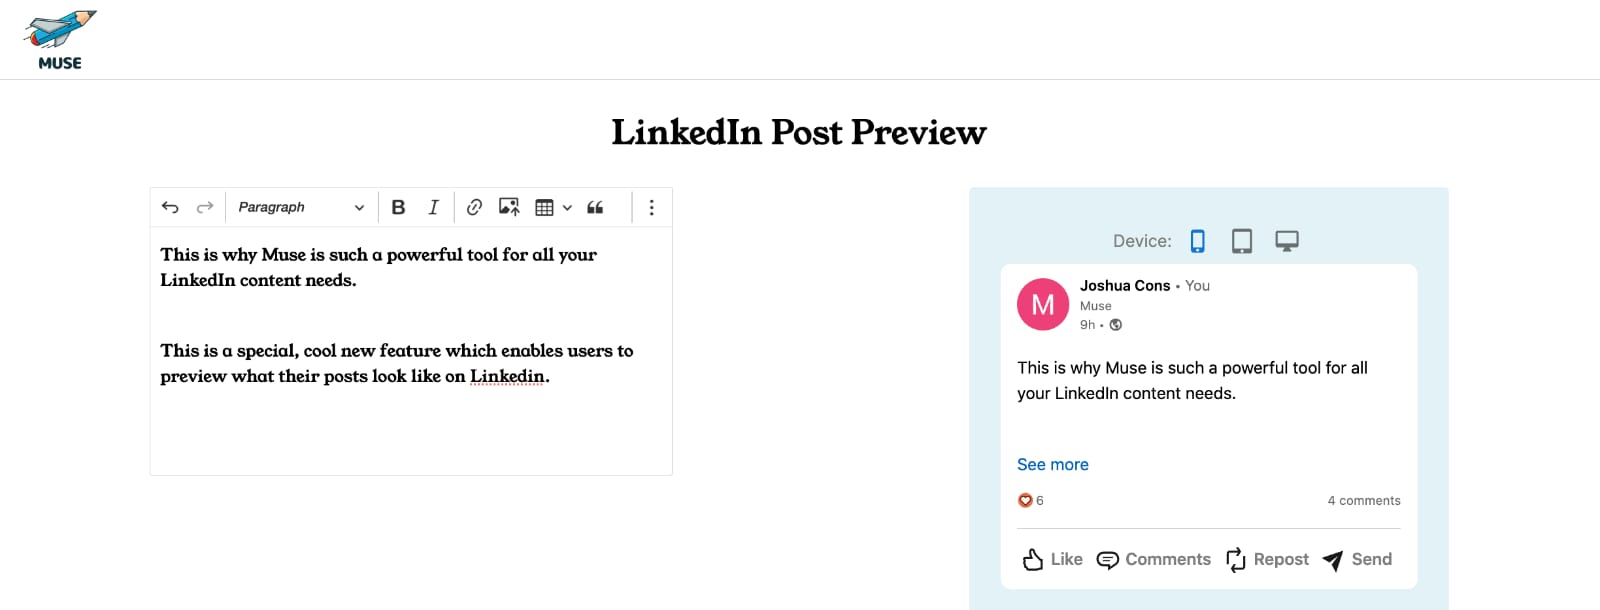 MUSE
LinkedIn Post Preview
Paragraph
B I
This is why Muse is such a powerful tool for all your
LinkedIn content needs.
This is a special, cool new feature which enables users to
preview what their posts look like on Linkedin.
Device:
M
Joshua Cons • You
Muse
9h •
This is why Muse is such a powerful tool for all
your LinkedIn content needs.
See more
6 4 comments
Like Comments Repost Send